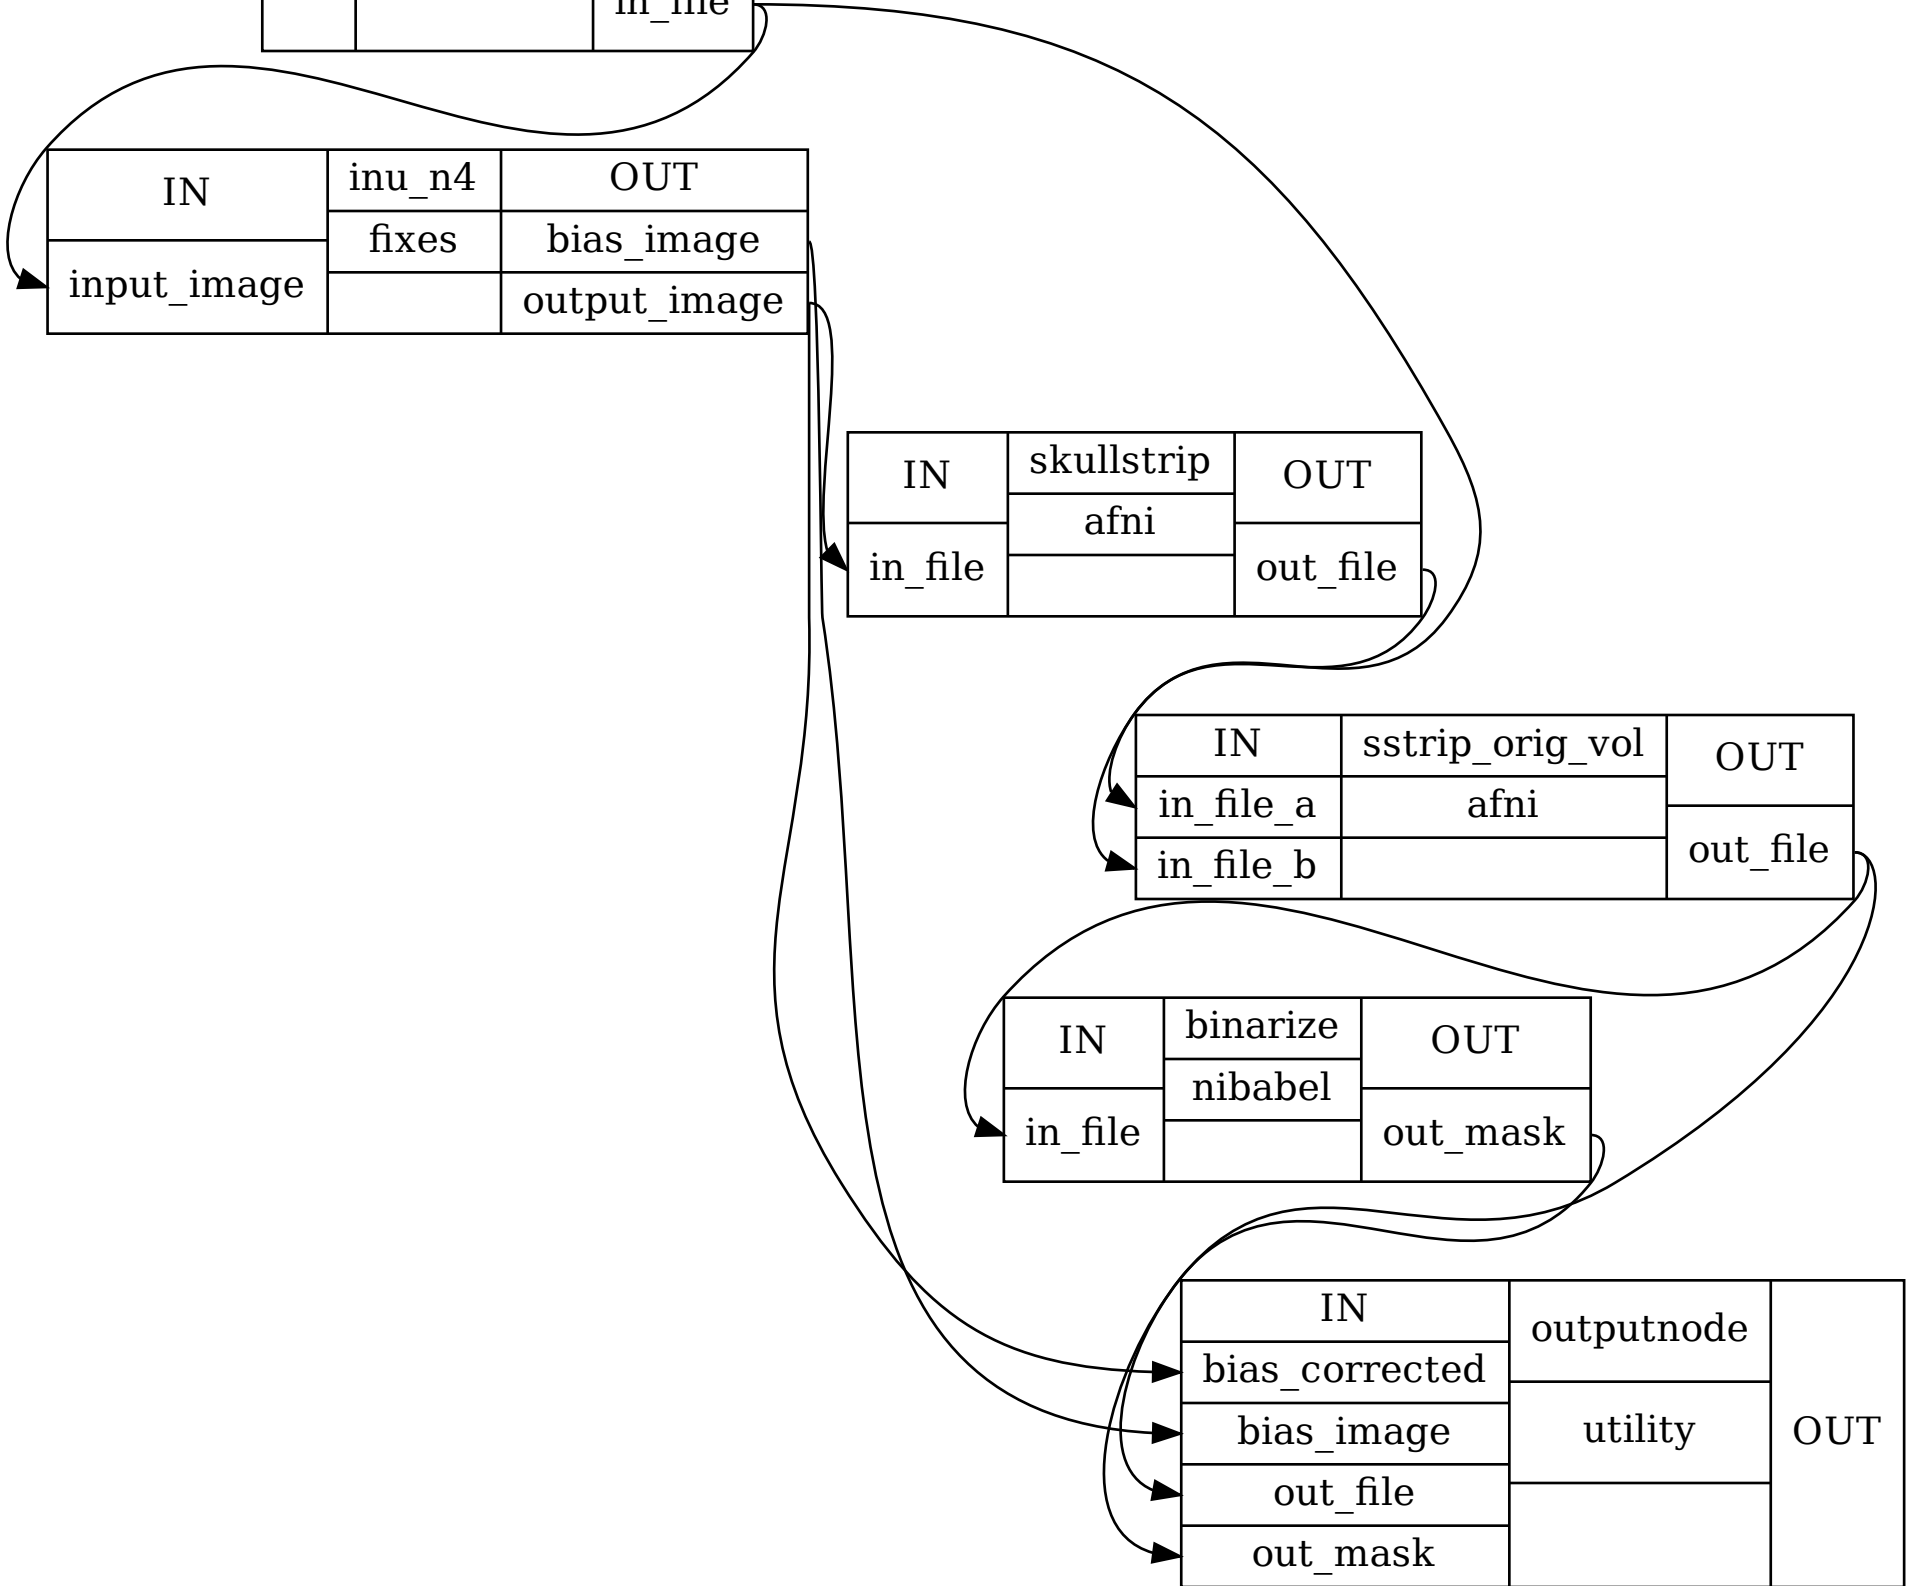 in_file
IN inu_n4 OUT
fixes bias_image
input_image output_image
IN skullstrip OUT
afni
in_file out_file
IN sstrip_orig_vol OUT
in_file_a afni
in_file_b out_file
IN binarize OUT
nibabel
in_file out_mask
IN outputnode
bias_corrected
bias_image utility OUT
out_file
out_mask